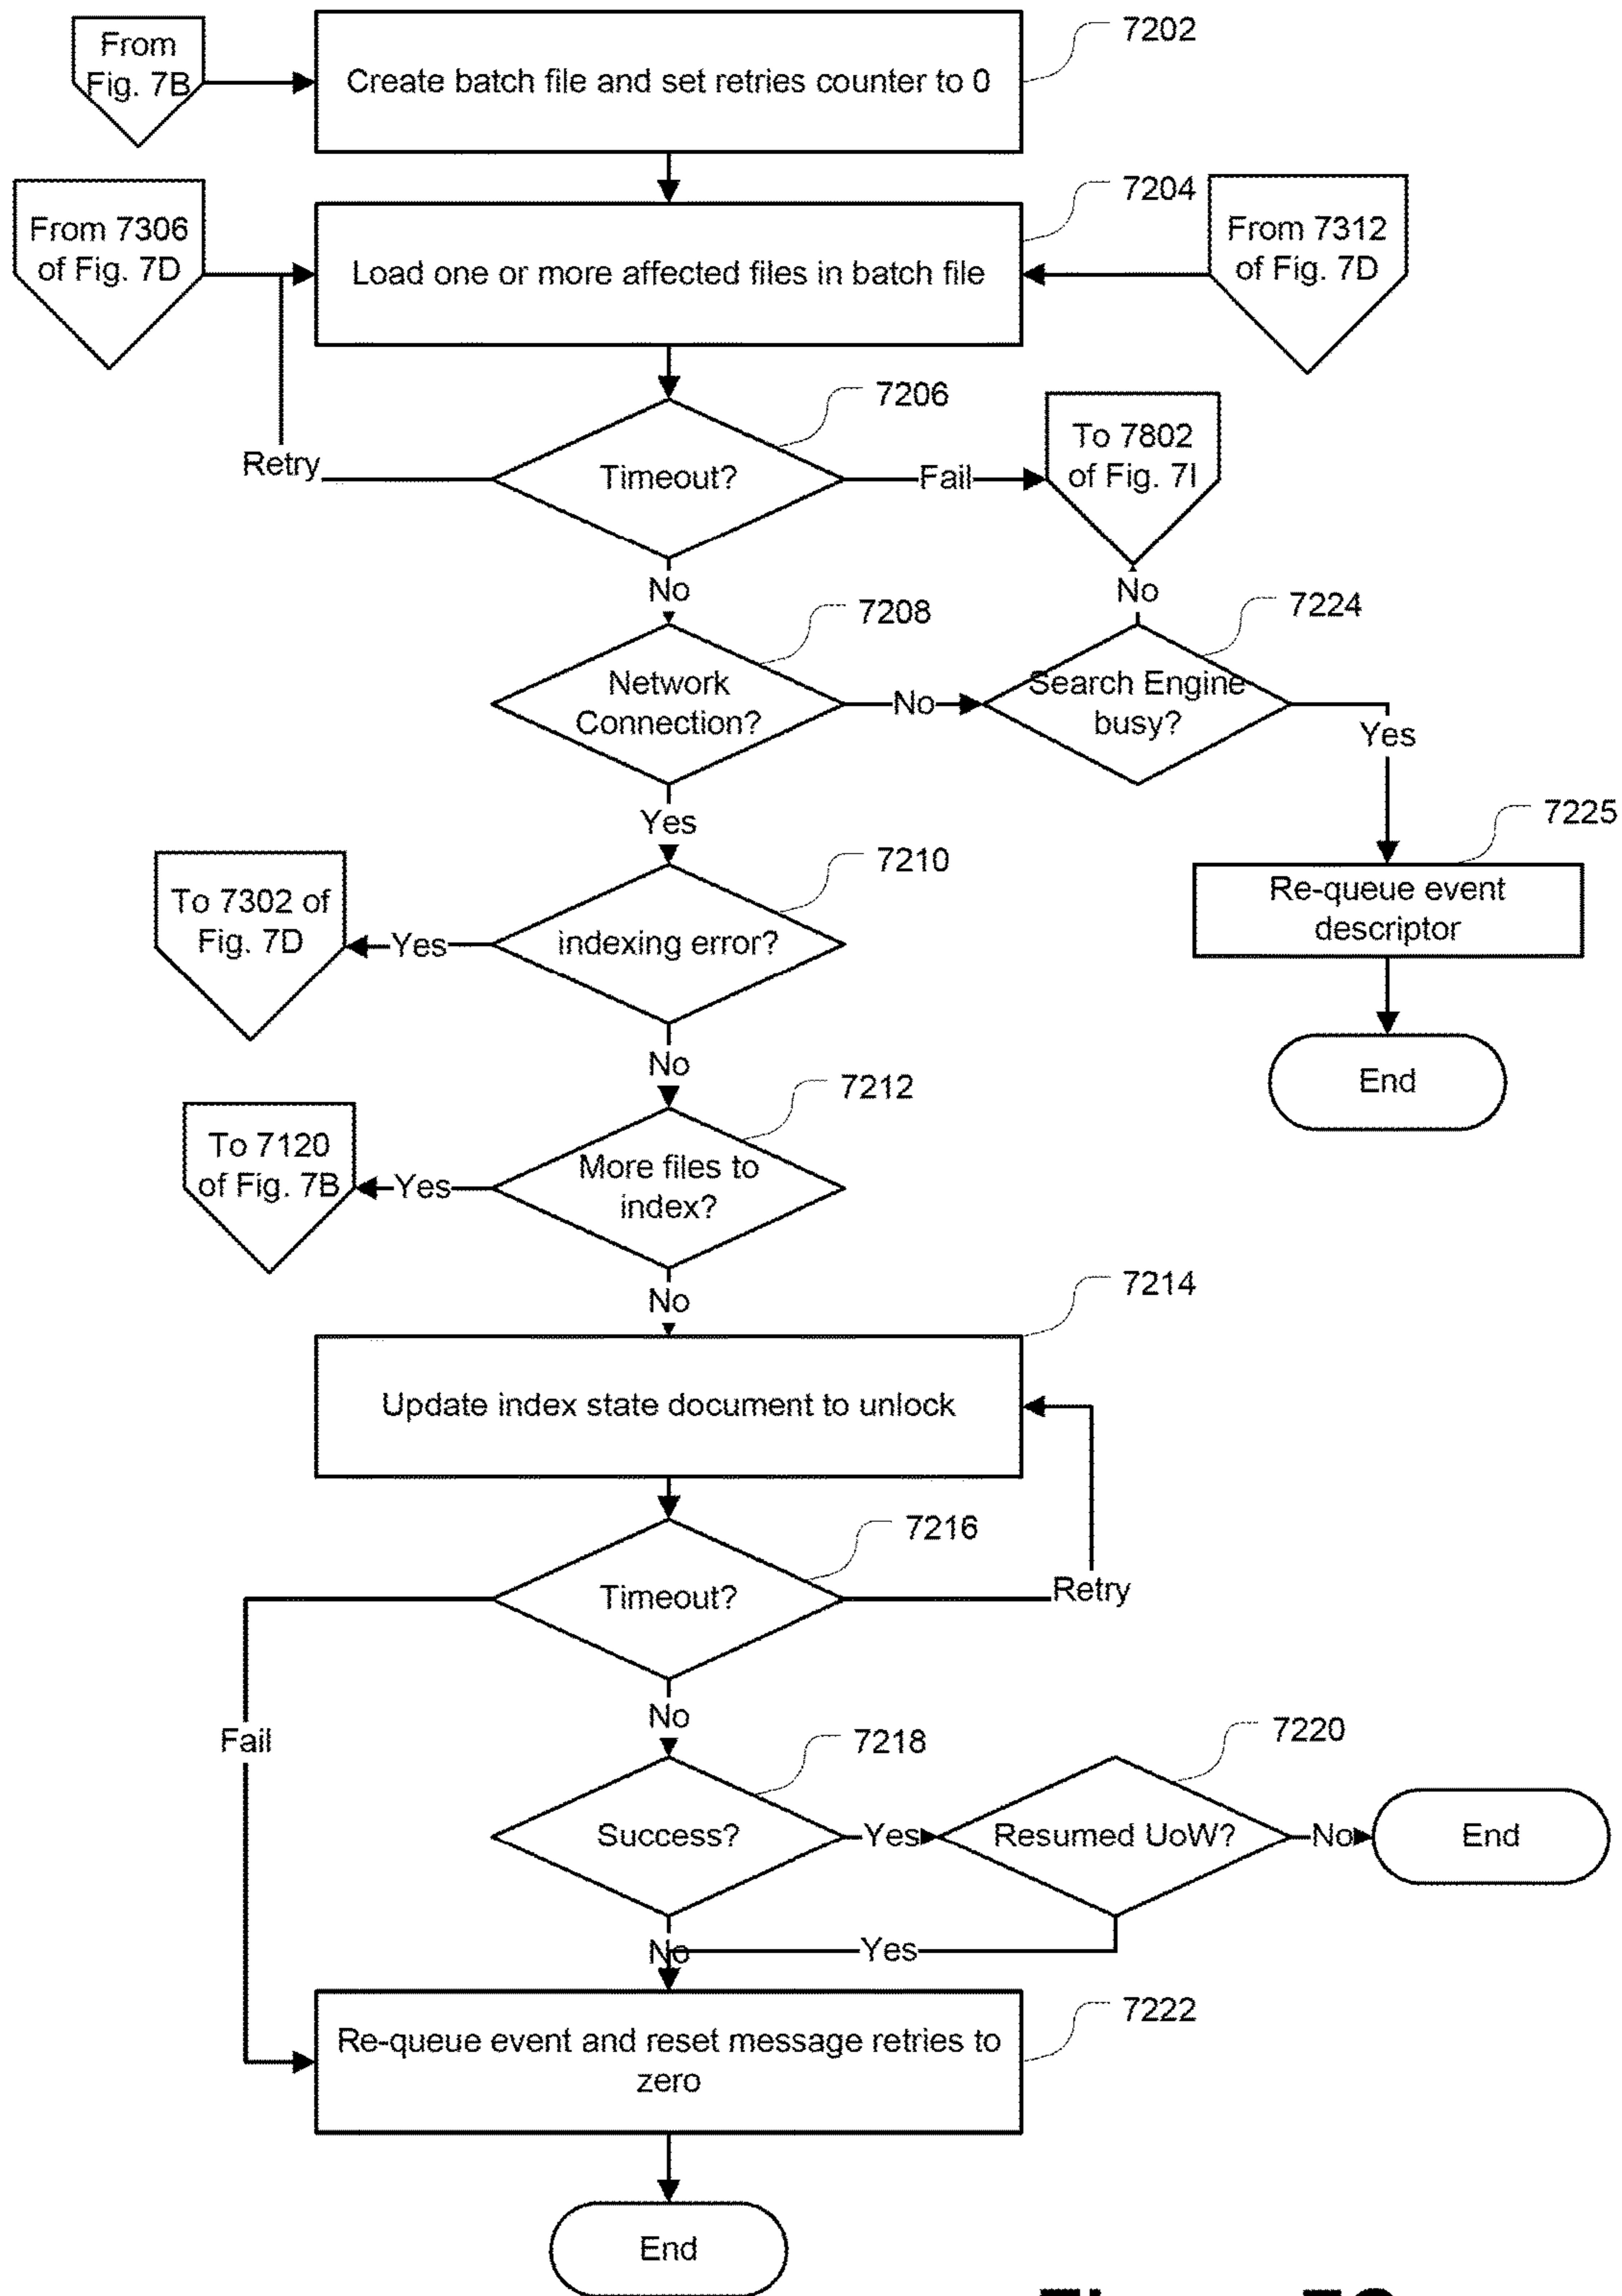 From
Fig. 7B
Create batch file and set retries counter to 0
7202
From 7306
of Fig. 7D
Load one or more affected files in batch file
7204
From 7312
of Fig. 7D
Retry
Timeout?
7206
Fail
To 7802
of Fig. 7I
No
No
7208
7224
Network
Connection?
No
Search Engine
busy?
Yes
Yes
7225
Re-queue event
descriptor
End
To 7302 of
Fig. 7D
Yes
indexing error?
7210
No
7212
To 7120
of Fig. 7B
Yes
More files to
index?
No
7214
Update index state document to unlock
7216
Timeout?
Retry
Fail
No
7218
7220
Success?
Yes
Resumed UoW?
No
End
No
Yes
7222
Re-queue event and reset message retries to
zero
End